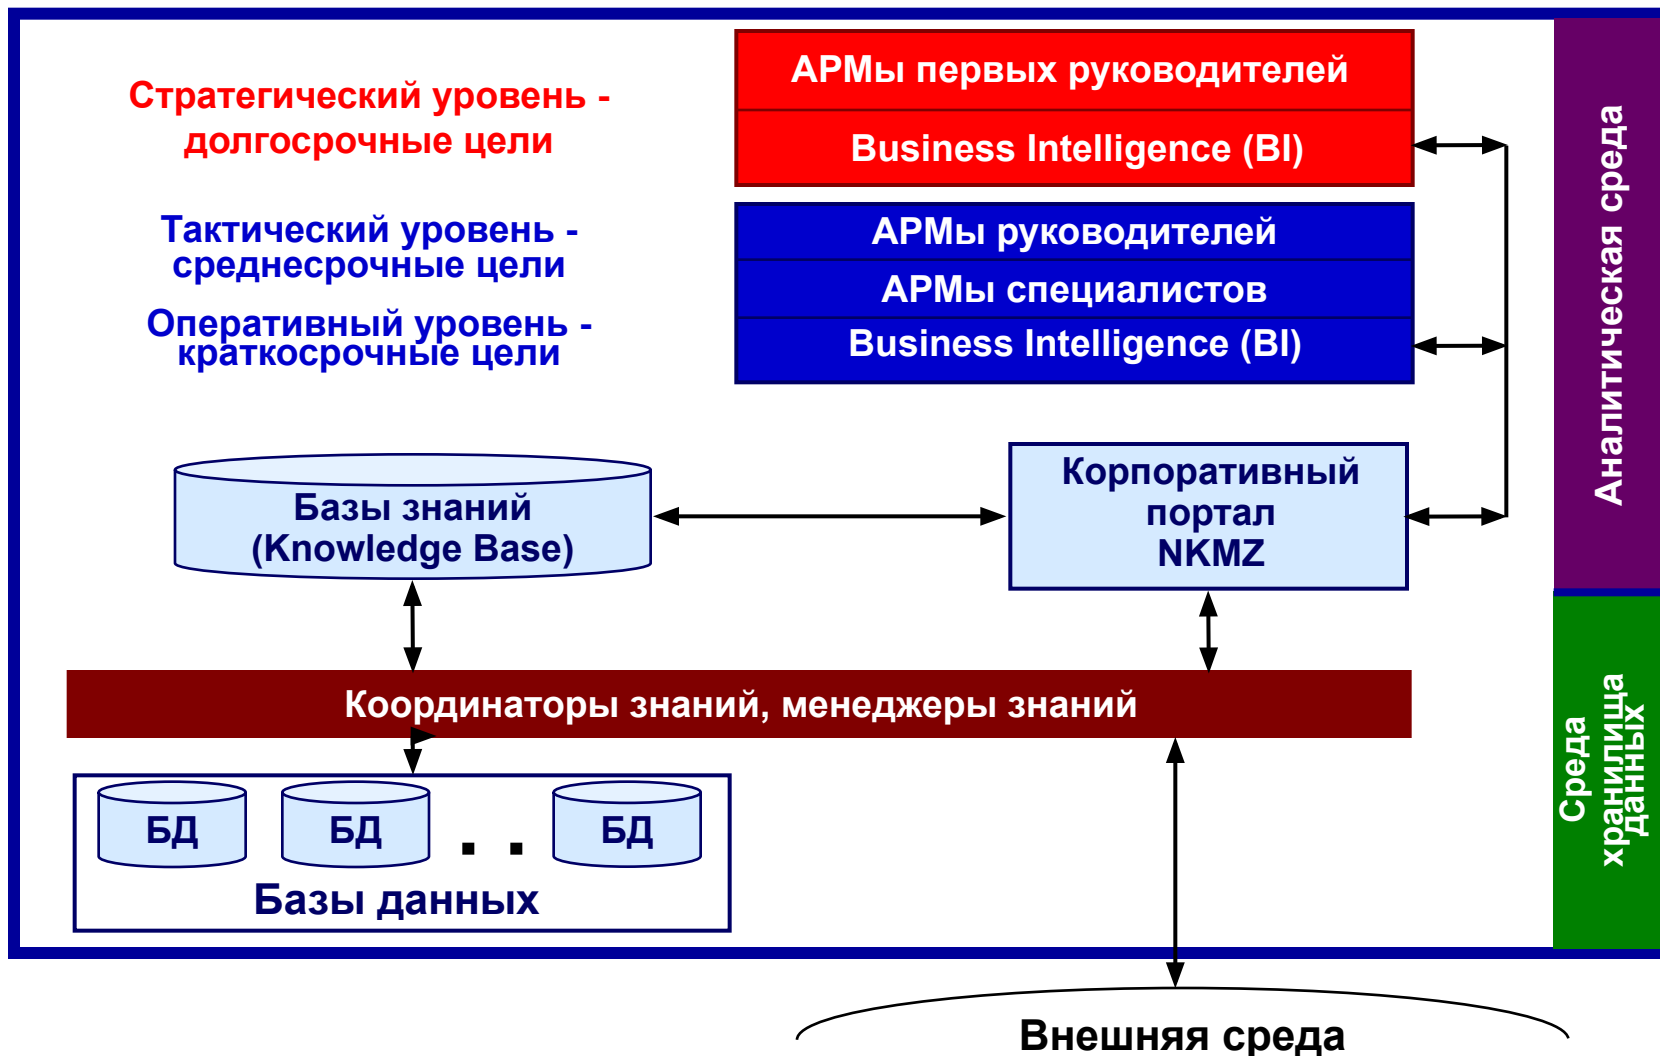 Стратегический уровень -
долгосрочные цели
АРМы первых руководителей
Business Intelligence (BI)
Тактический уровень -
среднесрочные цели
Оперативный уровень -
краткосрочные цели
АРМы руководителей
АРМы специалистов
Business Intelligence (BI)
Аналитическая среда
Базы знаний
(Knowledge Base)
Корпоративный
портал
NKMZ
Координаторы знаний, менеджеры знаний
Среда
хранилища
данных
БД
БД
. .
БД
Базы данных
Внешняя среда